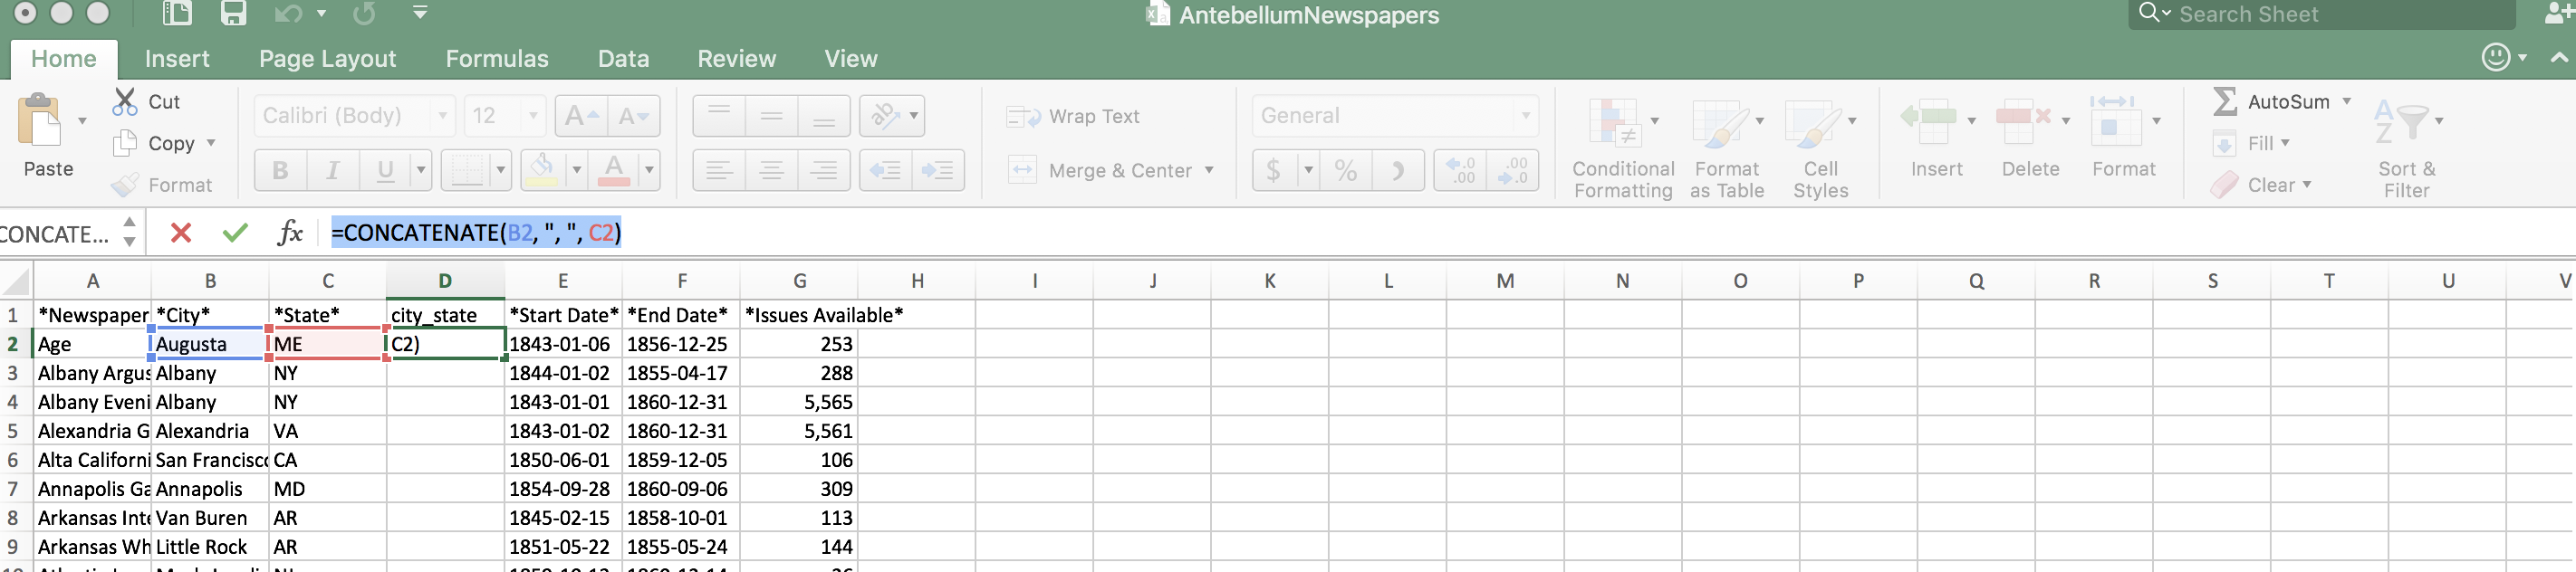 AntebellumNewspapers
Search Sheet
Home Insert Page Layout Formulas Data Review View
Paste
Cut
Copy
Format
Calibri (Body) 12 A A
B I U A
Wrap Text
Merge & Center
General
$ % .0 .00 .00 .0
Conditional Formatting
Format as Table
Cell Styles
Insert
Delete
Format
AutoSum
Fill
Clear
A Z
Sort & Filter
CONCATE... fx =CONCATENATE(B2, ", ", C2)
A B C D E F G H I J K L M N O P Q R S T U V
1 *Newspaper *City* *State* city_state *Start Date* *End Date* *Issues Available*
2 Age Augusta ME C2) 1843-01-06 1856-12-25 253
3 Albany Argus Albany NY 1844-01-02 1855-04-17 288
4 Albany Eveni Albany NY 1843-01-01 1860-12-31 5,565
5 Alexandria G Alexandria VA 1843-01-02 1860-12-31 5,561
6 Alta Californi San Francisco CA 1850-06-01 1859-12-05 106
7 Annapolis Ga Annapolis MD 1854-09-28 1860-09-06 309
8 Arkansas Inte Van Buren AR 1845-02-15 1858-10-01 113
9 Arkansas Wh Little Rock AR 1851-05-22 1855-05-24 144